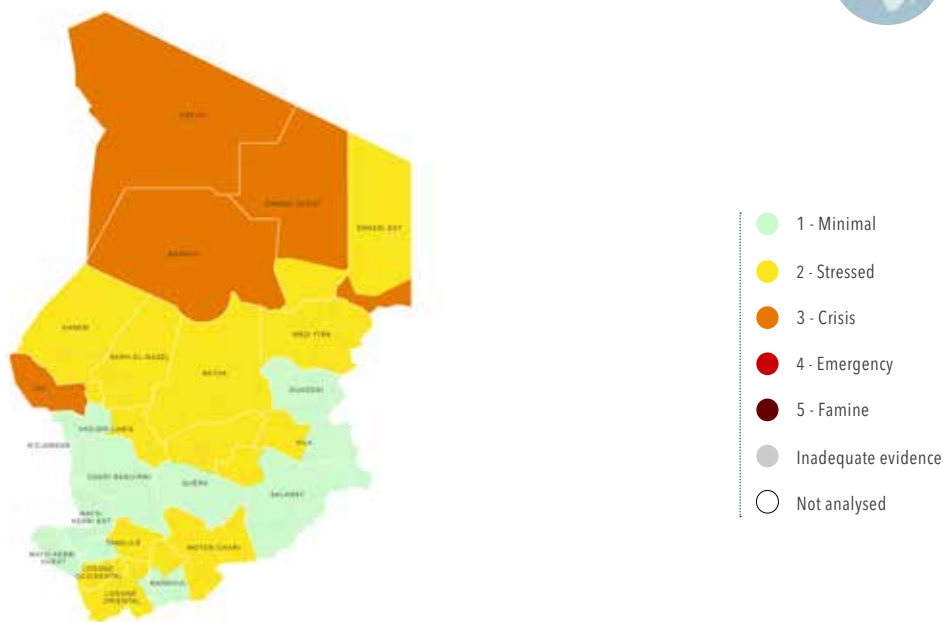 TIBESTI
ENNEDI OUEST
ENNEDI EST
BORKOU
KANEM
BARH-EL-GAZEL
BATHA
WADI FIRA
LAC
OUADDAI
HADJER-LAMIS
N'DJAMENA
SILA
CHARI-BAGUIRMI
GUERA
SALAMAT
MAYO-
KEBBI EST
TANDJILE
MOYEN-CHARI
MAYO-KEBBI
OUEST
LOGONE
OCCIDENTAL
MANDOUL
LOGONE
ORIENTAL
1 - Minimal
2 - Stressed
3 - Crisis
4 - Emergency
5 - Famine
Inadequate evidence
Not analysed